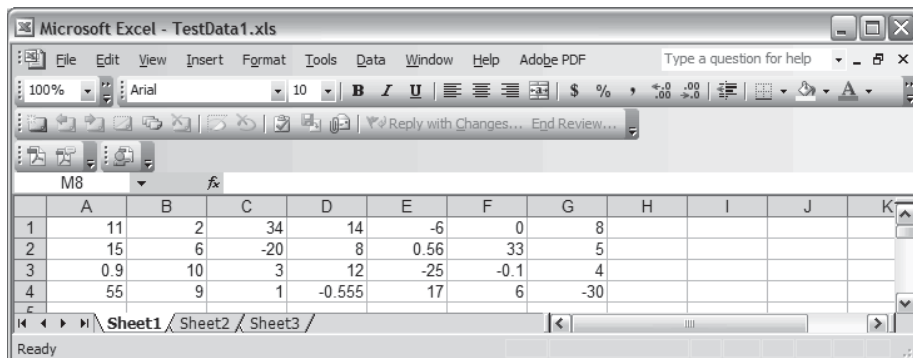 Microsoft Excel - TestData1.xls
File Edit View Insert Format Tools Data Window Help Adobe PDF Type a question for help
100% Arial 10 B I U $ % , .00 .00 A
Reply with Changes... End Review...
M8 fx
A B C D E F G H I J K
1 11 2 34 14 -6 0 8
2 15 6 -20 8 0.56 33 5
3 0.9 10 3 12 -25 -0.1 4
4 55 9 1 -0.555 17 6 -30
5
Sheet1 Sheet2 Sheet3
Ready